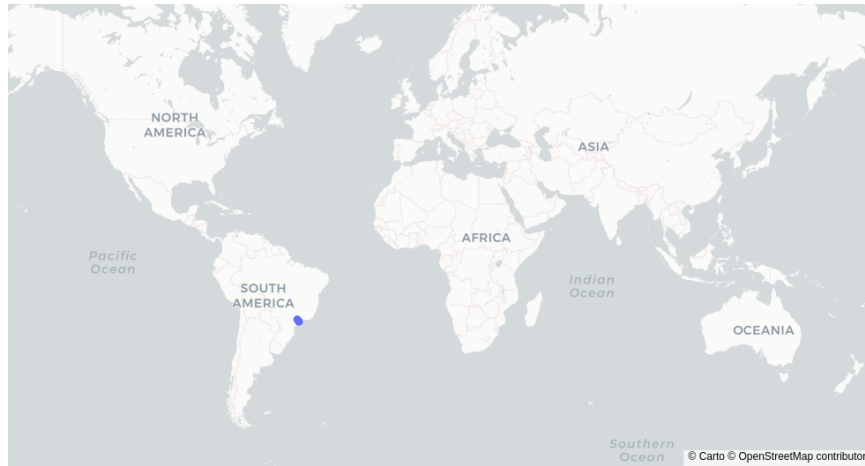 NORTH
AMERICA
ASIA
AFRICA
Pacific
Ocean
Indian
Ocean
SOUTH
AMERICA
OCEANIA
Southern
Ocean
© Carto © OpenStreetMap contributor